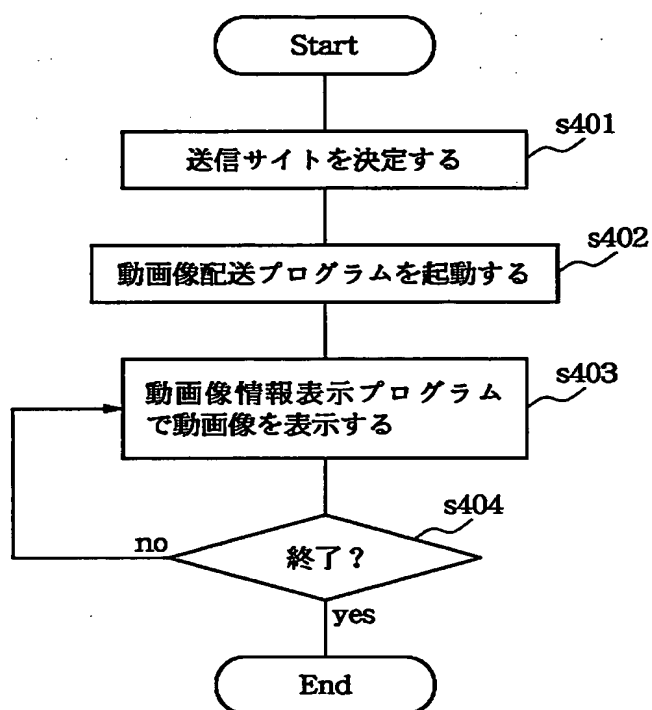 Start
s401
送信サイトを決定する
s402
動画像配送プログラムを起動する
s403
動画像情報表示プログラム
で動画像を表示する
s404
no
終了？
yes
End